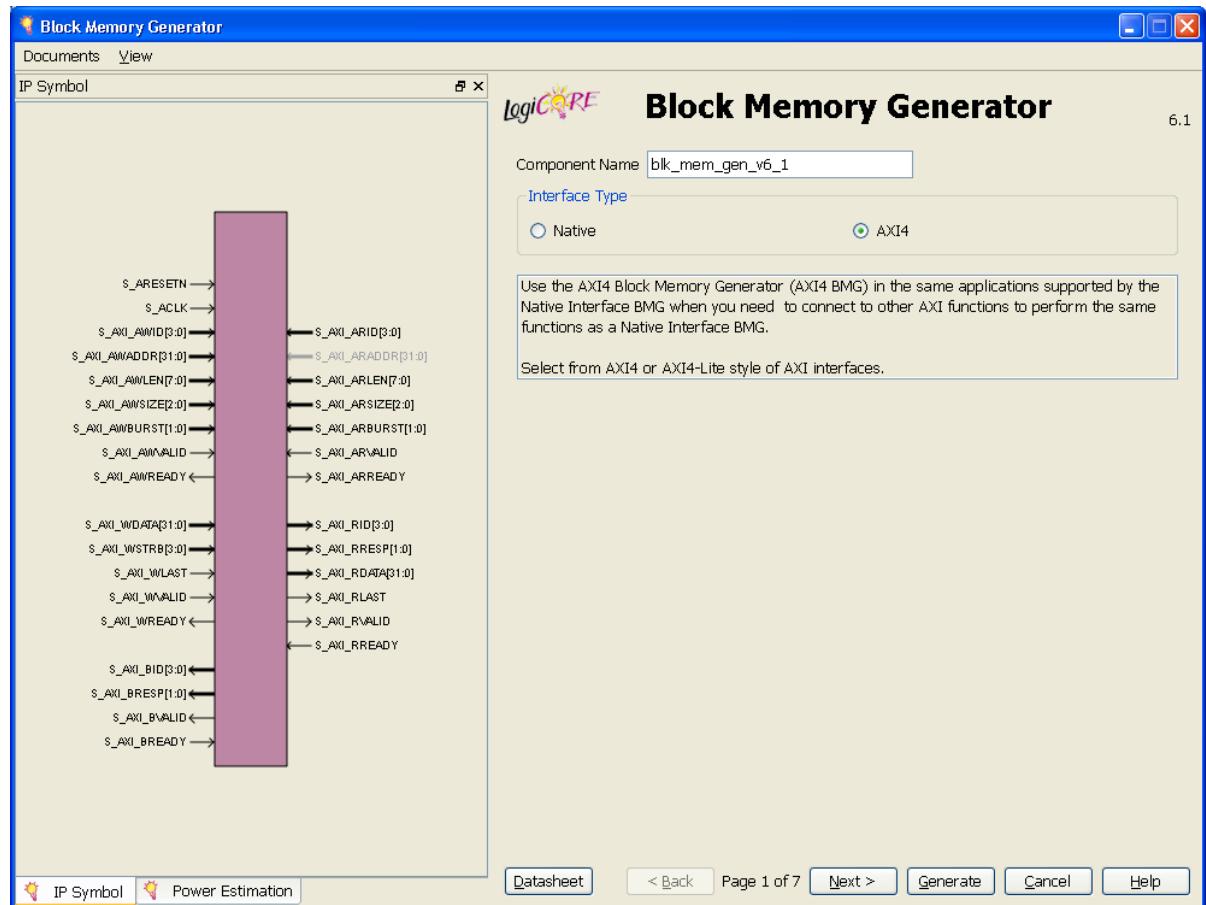 Block Memory Generator
Documents View
IP Symbol
S_ARESETN
S_ACLK
S_AXI_AWID[3:0]
S_AXI_AWADDR[31:0]
S_AXI_AWLEN[7:0]
S_AXI_AWSIZE[2:0]
S_AXI_AWBURST[1:0]
S_AXI_AWVALID
S_AXI_AWREADY
S_AXI_WDATA[31:0]
S_AXI_WSTRB[3:0]
S_AXI_WLAST
S_AXI_WVALID
S_AXI_WREADY
S_AXI_BID[3:0]
S_AXI_BRESP[1:0]
S_AXI_BVALID
S_AXI_BREADY
S_AXI_ARID[3:0]
S_AXI_ARADDR[31:0]
S_AXI_ARLEN[7:0]
S_AXI_ARSIZE[2:0]
S_AXI_ARBURST[1:0]
S_AXI_ARVALID
S_AXI_ARREADY
S_AXI_RID[3:0]
S_AXI_RRESP[1:0]
S_AXI_RDATA[31:0]
S_AXI_RLAST
S_AXI_RVALID
S_AXI_RREADY
IP Symbol Power Estimation
LogiCORE
Block Memory Generator
6.1
Component Name blk_mem_gen_v6_1
Interface Type
Native AXI4
Use the AXI4 Block Memory Generator (AXI4 BMG) in the same applications supported by the
Native Interface BMG when you need to connect to other AXI functions to perform the same
functions as a Native Interface BMG.
Select from AXI4 or AXI4-Lite style of AXI interfaces.
Datasheet < Back Page 1 of 7 Next > Generate Cancel Help